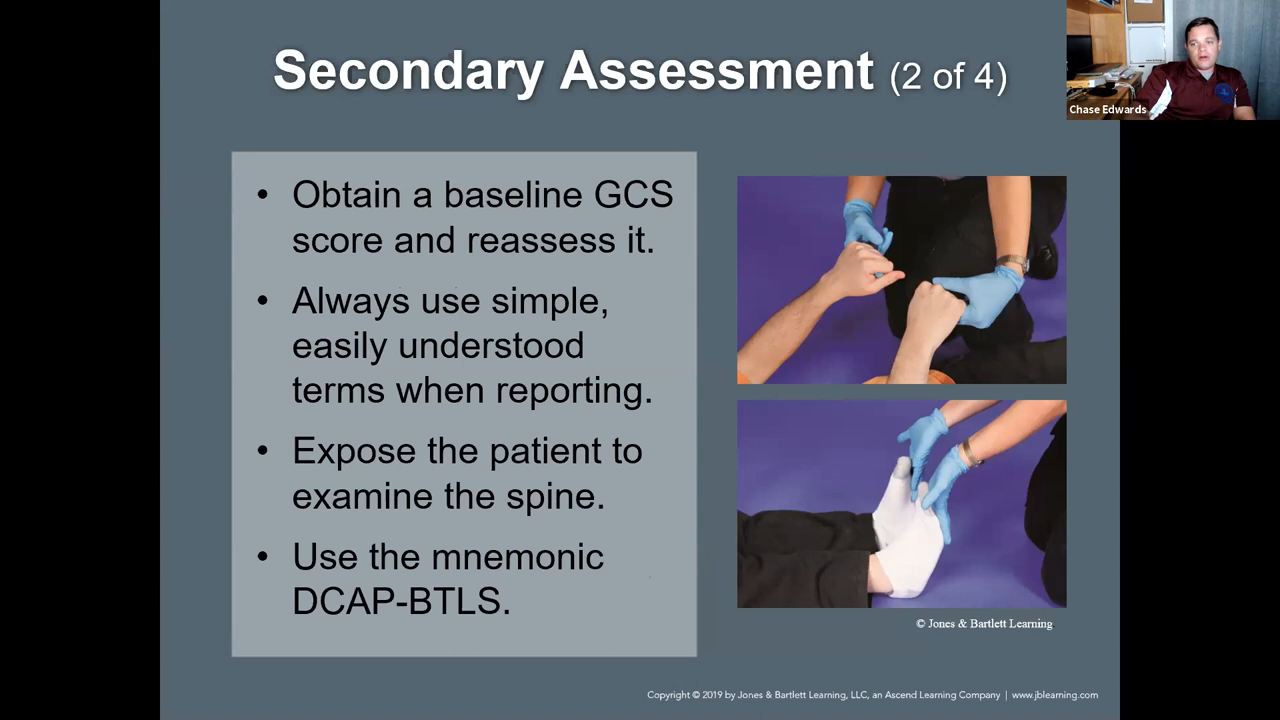 Secondary Assessment (2 of 4)
Chase Edwards
• Obtain a baseline GCS
score and reassess it.
• Always use simple,
easily understood
terms when reporting.
• Expose the patient to
examine the spine.
• Use the mnemonic
DCAP-BTLS.
© Jones & Bartlett Learning.
Copyright © 2019 by Jones & Bartlett Learning, LLC, an Ascend Learning Company | www.jblearning.com